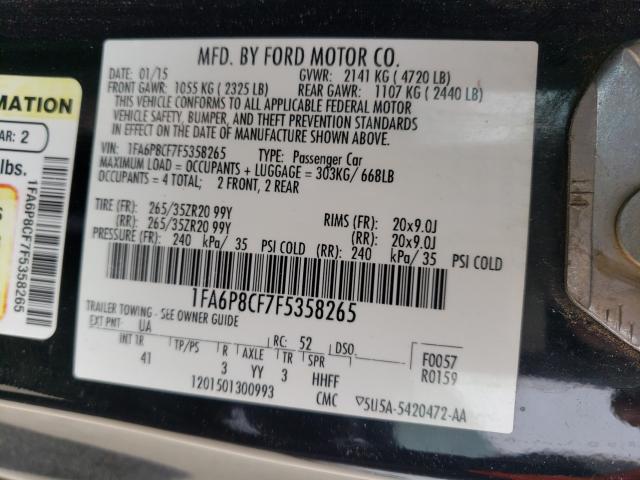 MFD. BY FORD MOTOR CO.
DATE: 01/15 GVWR: 2141 KG (4720 LB)
FRONT GAWR: 1055 KG (2325 LB) REAR GAWR: 1107 KG (2440 LB)
THIS VEHICLE CONFORMS TO ALL APPLICABLE FEDERAL MOTOR
VEHICLE SAFETY, BUMPER, AND THEFT PREVENTION STANDARDS
IN EFFECT ON THE DATE OF MANUFACTURE SHOWN ABOVE.
VIN: 1FA6P8CF7F5358265 TYPE: Passenger Car
MAXIMUM LOAD = OCCUPANTS + LUGGAGE = 303KG/ 668LB
OCCUPANTS = 4 TOTAL; 2 FRONT, 2 REAR
TIRE (FR): 265/35ZR20 99Y RIMS (FR): 20x9.0J
(RR): 265/35ZR20 99Y (RR): 20x9.0J
PRESSURE (FR): 240 kPa/ 35 PSI COLD (RR): 240 kPa/ 35 PSI COLD
1FA6P8CF7F5358265
TRAILER TOWING - SEE OWNER GUIDE
EXT PNT: UA RC: 52 DSO: F0057
INT TR TP/PS R AXLE TR SPR R0159
41 3 YY 3 HHFF
1201501300993 CMC ▽5U5A-5420472-AA
RMATION
AR: 2
lbs.
1FA6P8CF7F5358265